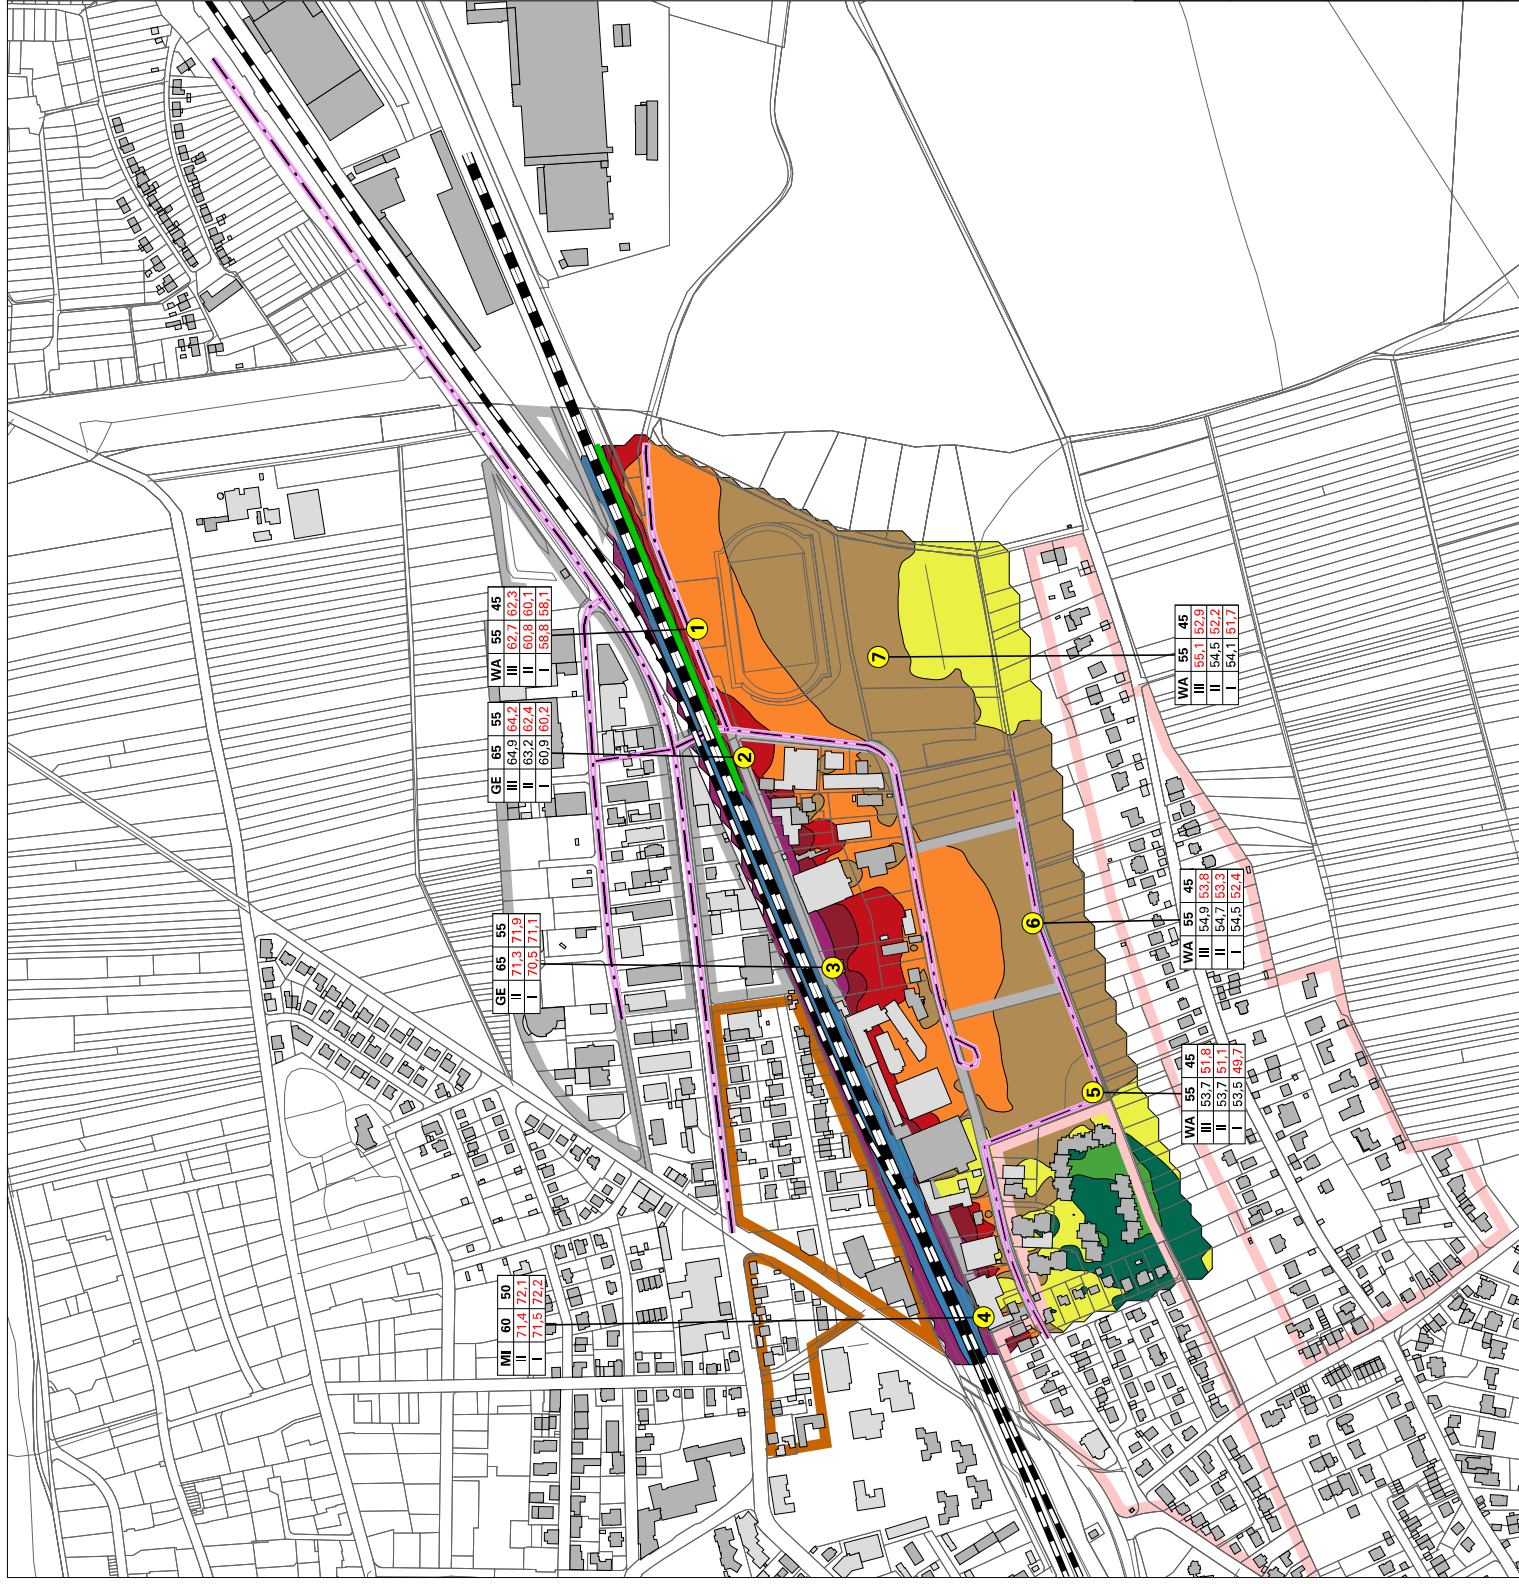 WA 55 45
III 62,7 62,3
II 60,8 60,1
I 58,8 58,1
1
GE 65 55
III 64,9 64,2
II 63,2 62,4
I 60,9 60,2
2
GE 65 55
II 71,3 71,9
I 70,5 71,1
3
MI 60 50
II 71,4 72,1
I 71,5 72,2
4
WA 55 45
III 53,7 51,8
II 53,7 51,1
I 53,5 49,7
5
WA 55 45
III 54,9 53,8
II 54,7 53,3
I 54,5 52,4
6
WA 55 45
III 55,1 52,9
II 54,5 52,2
I 54,1 51,7
7